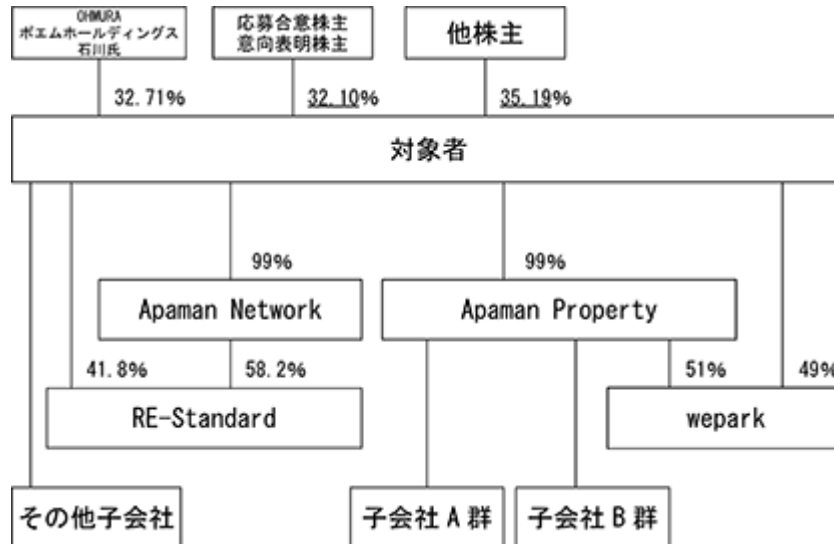 OHMURA
ポエムホールディングス
石川氏
応募合意株主
意向表明株主
他株主
32.71%
32.10%
35.19%
対象者
99%
99%
Apaman Network
Apaman Property
41.8%
58.2%
51%
49%
RE-Standard
wepark
その他子会社
子会社A群
子会社B群